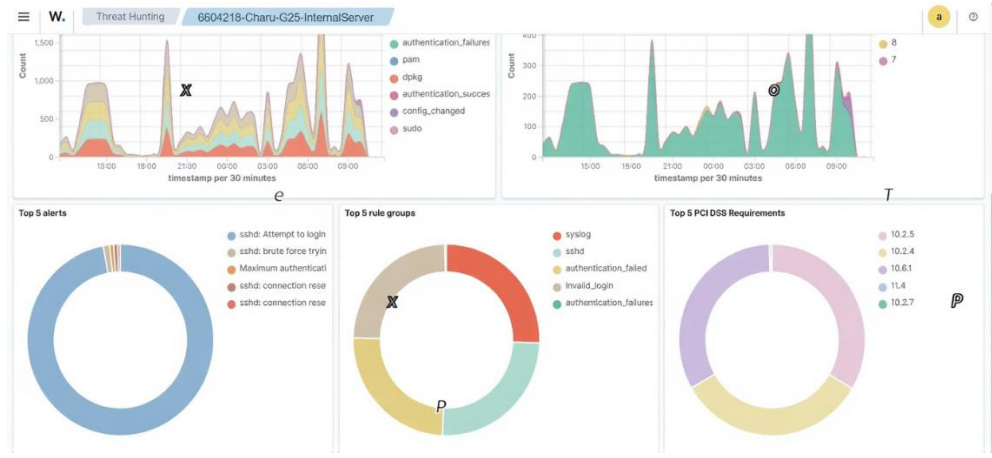 W. Threat Hunting 6604218-Charu-G25-InternalServer a
1,500
1,000
500
0
Count
15:00 18:00 21:00 00:00 03:00 06:00 09:00
timestamp per 30 minutes
authentication_failures
pam
dpkg
authentication_succes
config_changed
sudo
X
400
300
200
100
0
Count
15:00 18:00 21:00 00:00 03:00 06:00 09:00
timestamp per 30 minutes
8
7
o
e
T
Top 5 alerts
sshd: Attempt to login
sshd: brute force tryin
Maximum authenticati
sshd: connection rese
sshd: connection rese
Top 5 rule groups
syslog
sshd
authentication_failed
invalid_login
authentication_failures
X
P
Top 5 PCI DSS Requirements
10.2.5
10.2.4
10.6.1
11.4
10.2.7
P